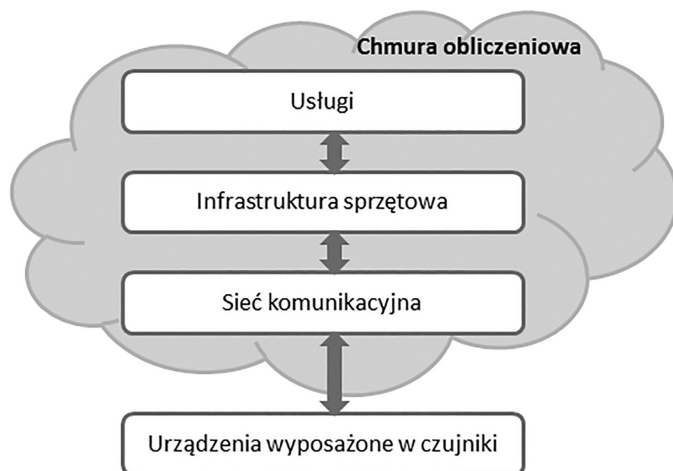 Chmura obliczeniowa
Usługi
Infrastruktura sprzętowa
Sieć komunikacyjna
Urządzenia wyposażone w czujniki